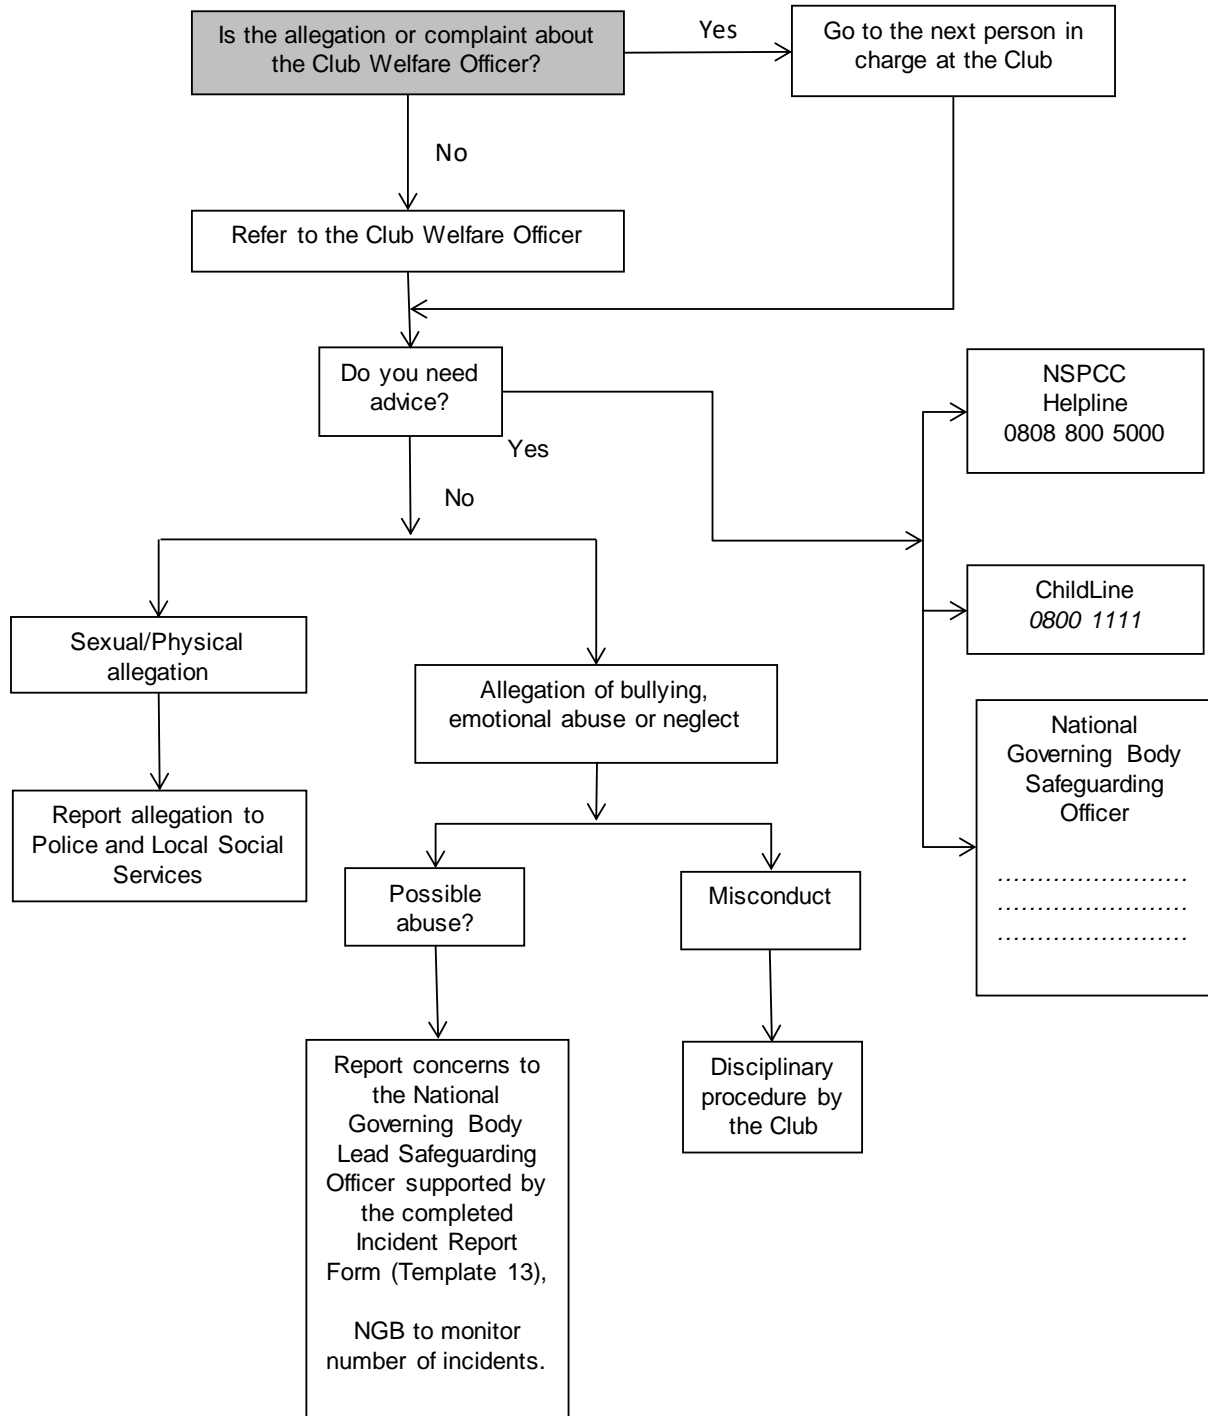 Is the allegation or complaint about
the Club Welfare Officer?
Yes
Go to the next person in
charge at the Club
No
Refer to the Club Welfare Officer
Do you need
advice?
Yes
No
NSPCC
Helpline
0808 800 5000
ChildLine
0800 1111
National
Governing Body
Safeguarding
Officer
........................
........................
........................
Sexual/Physical
allegation
Report allegation to
Police and Local Social
Services
Allegation of bullying,
emotional abuse or neglect
Possible
abuse?
Misconduct
Report concerns to
the National
Governing Body
Lead Safeguarding
Officer supported by
the completed
Incident Report
Form (Template 13),
NGB to monitor
number of incidents.
Disciplinary
procedure by
the Club